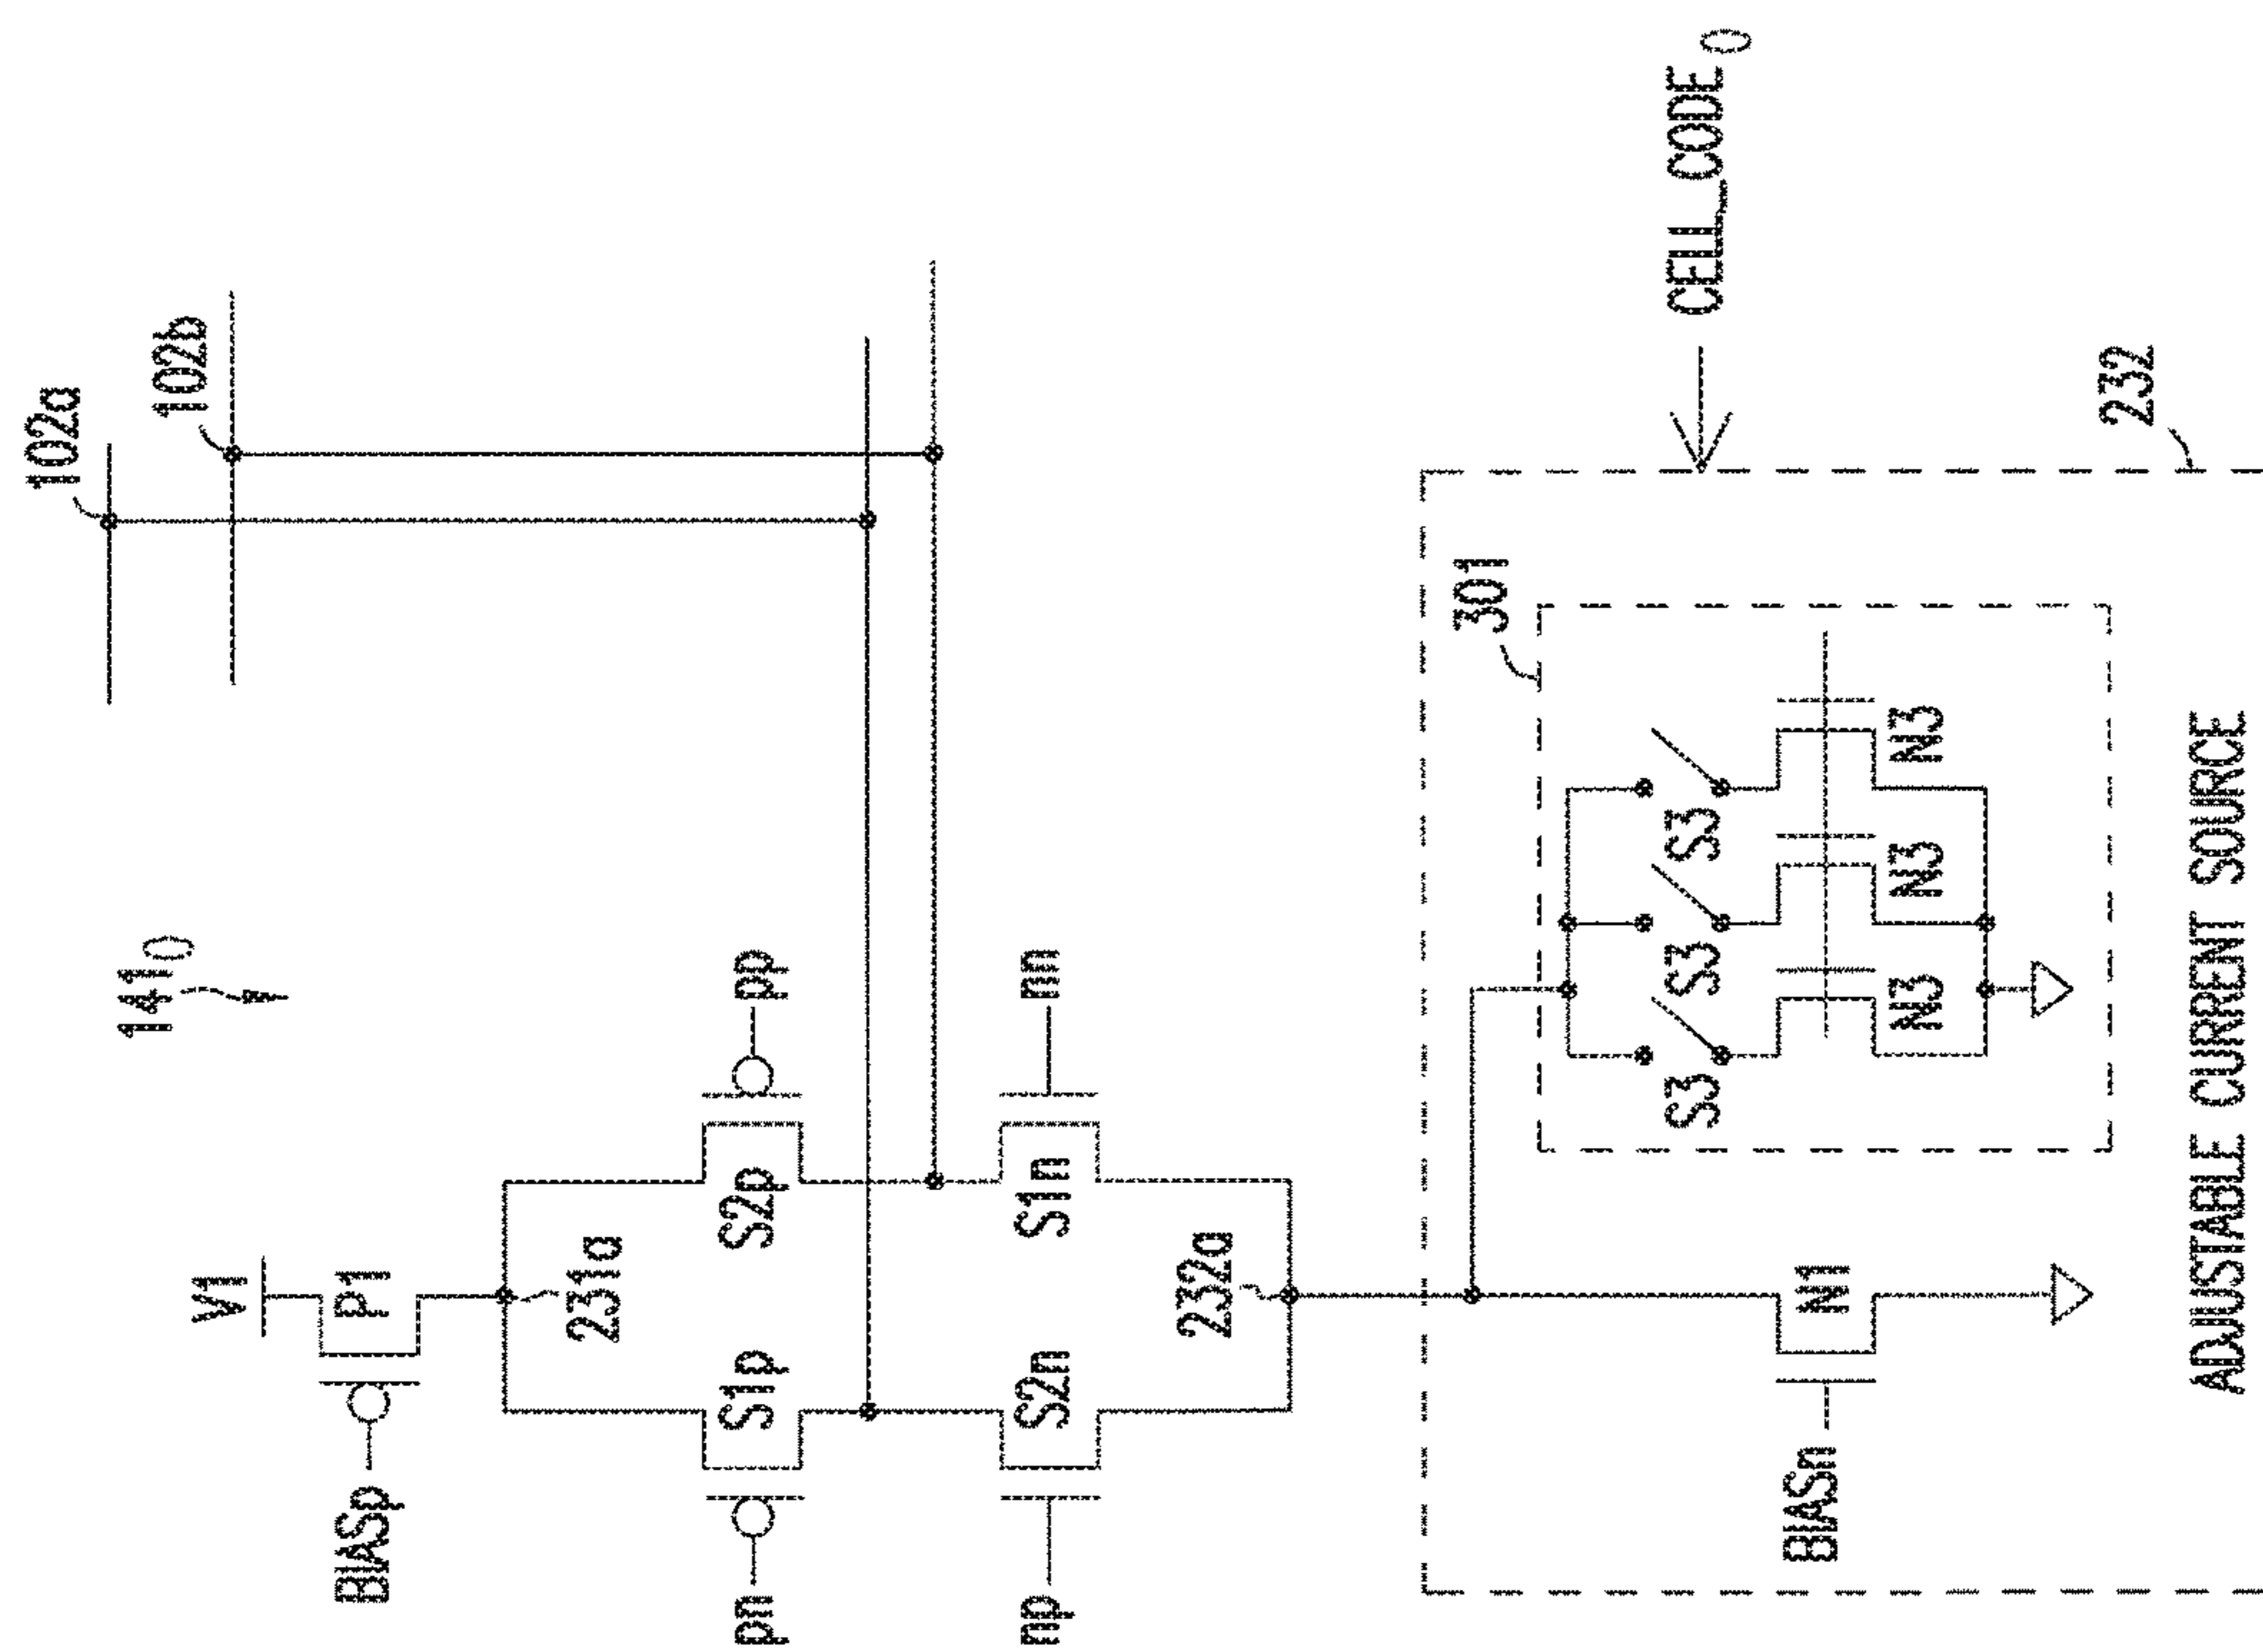 102a
141₀
102b
V1
BIASp
P1
231a
pn
S1p
S2p
pp
np
S2n
S1n
nn
232a
301
S3
S3
S3
CELL_CODE₀
BIASn
N1
N3
N3
N3
232
ADJUSTABLE CURRENT SOURCE